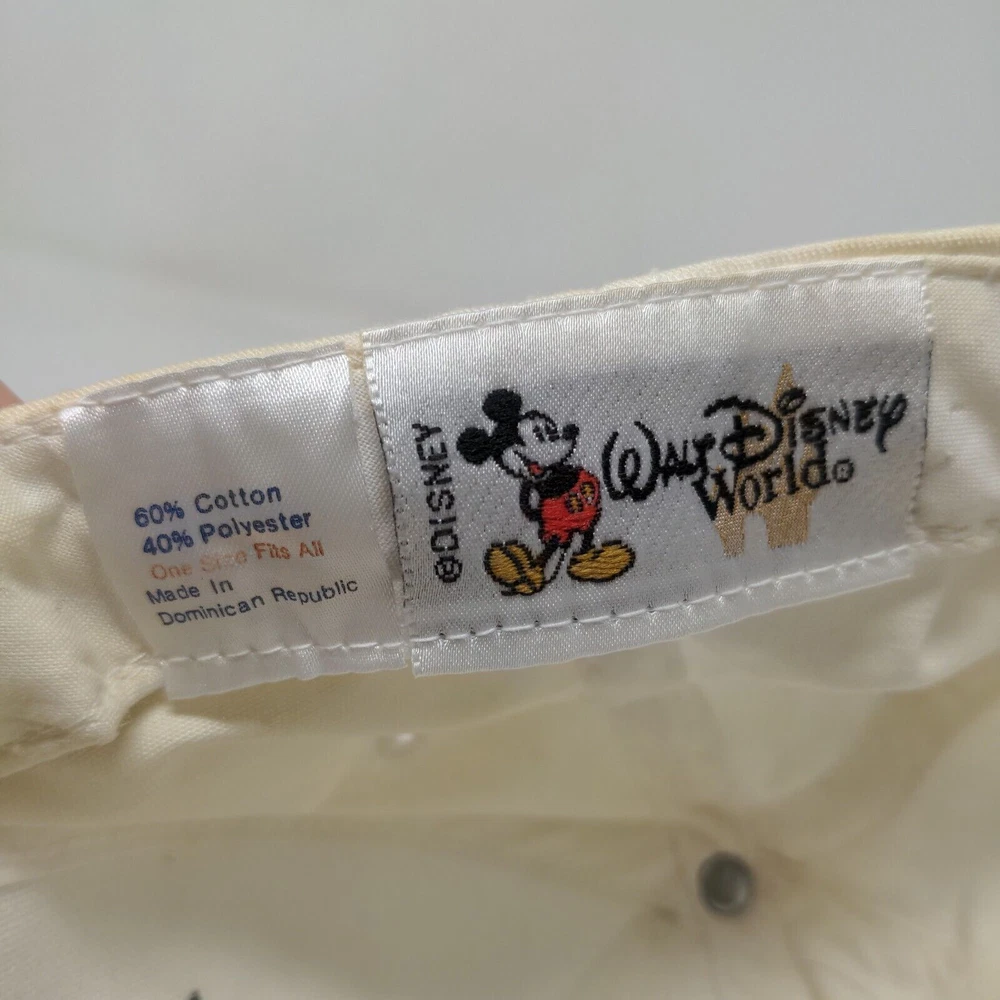 60% Cotton
40% Polyester
One Size Fits All
Made In
Dominican Republic
©DISNEY
WALT DISNEY
World®